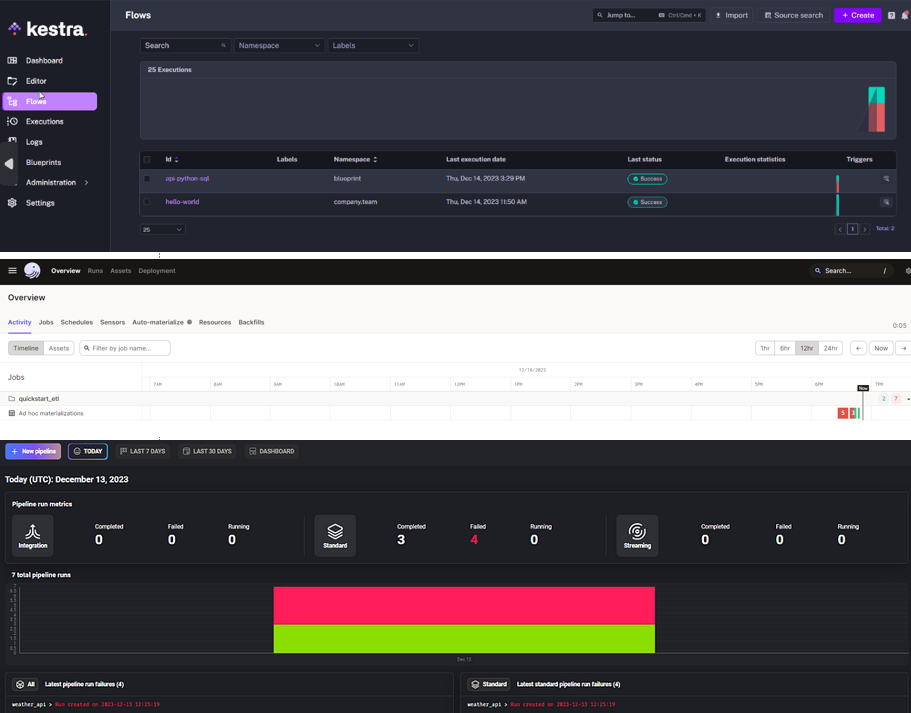 kestra.
Flows
Jump to... Ctrl/Cmd + K
Import
Source search
+ Create
Dashboard
Editor
Flows
Executions
Logs
Blueprints
Administration
Settings
Search
Namespace
Labels
25 Executions
Id Labels Namespace Last execution date Last status Execution statistics Triggers
api-python-sql blueprint Thu, Dec 14, 2023 3:29 PM Success
hello-world company.team Thu, Dec 14, 2023 11:50 AM Success
25
1
Total: 2
Overview Runs Assets Deployment
Search... /
Overview
Activity Jobs Schedules Sensors Auto-materialize Resources Backfills
0:05
Timeline Assets Filter by job name...
1hr 6hr 12hr 24hr Now
Jobs
12/16/2023
7AM 8AM 9AM 10AM 11AM 12PM 1PM 2PM 3PM 4PM 5PM 6PM 7PM
Now
quickstart_etl 2 7
Ad hoc materializations 5
+ New pipeline TODAY LAST 7 DAYS LAST 30 DAYS DASHBOARD
Today (UTC): December 13, 2023
Pipeline run metrics
Integration
Completed Failed Running
0 0 0
Standard
Completed Failed Running
3 4 0
Streaming
Completed Failed Running
0 0 0
7 total pipeline runs
Dec 13
All Latest pipeline run failures (4)
Standard Latest standard pipeline run failures (4)
weather_api > Run created on 2023-12-13 12:25:19
weather_api > Run created on 2023-12-13 12:25:19